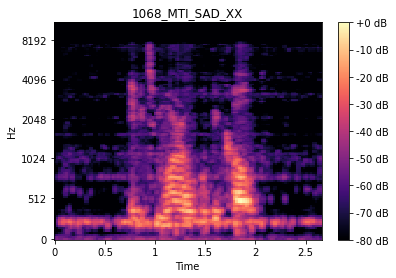 1068_MTI_SAD_XX
8192
4096
2048
1024
512
0
Hz
0 0.5 1 1.5 2 2.5
Time
+0 dB
-10 dB
-20 dB
-30 dB
-40 dB
-50 dB
-60 dB
-70 dB
-80 dB